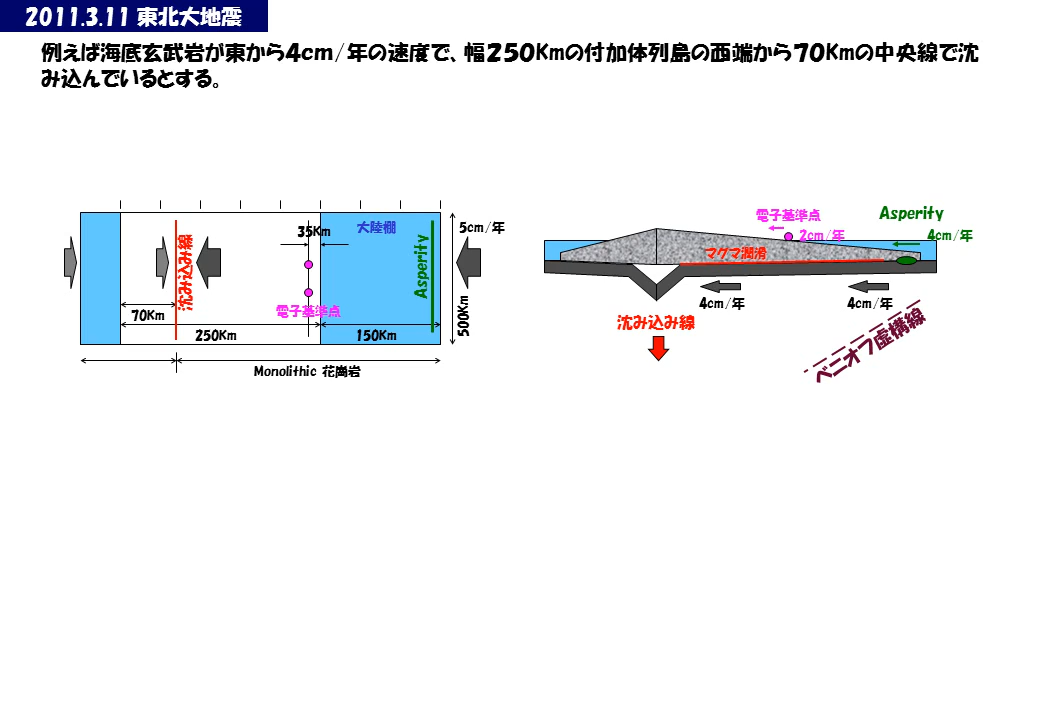 2011.3.11 東北大地震
例えば海底玄武岩が東から4cm/年の速度で、幅250Kmの付加体列島の西端から70Kmの中央線で沈
み込んでいるとする。
35Km
大陸棚
5cm/年
沈み込み線
Asperity
電子基準点
70Km
250Km
150Km
500Km
Monolithic 花崗岩
電子基準点
Asperity
2cm/年
4cm/年
マグマ潤滑
4cm/年
4cm/年
沈み込み線
ベニオフ虚構線